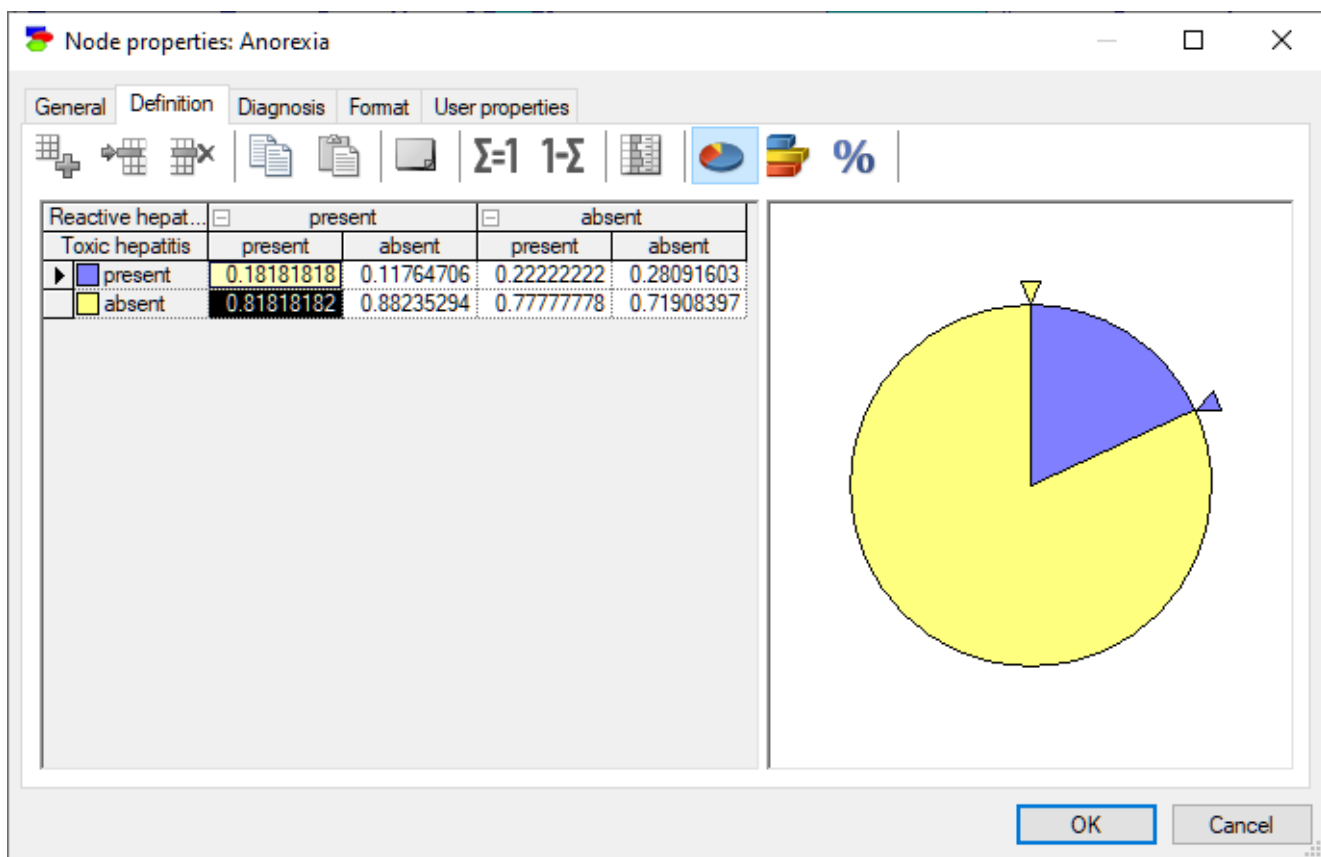 Node properties: Anorexia
General Definition Diagnosis Format User properties
Σ=1 1-Σ %
Reactive hepat... present absent
Toxic hepatitis present absent present absent
present 0.18181818 0.11764706 0.22222222 0.28091603
absent 0.81818182 0.88235294 0.77777778 0.71908397
OK Cancel